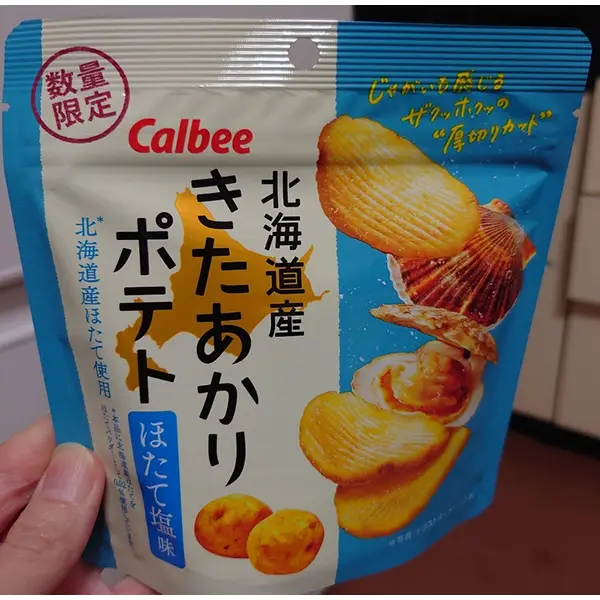 数量
限定
Calbee
じゃがいも感じる
ザクッホクッの
“厚切りカット”
北海道産
きたあかり
ポテト
ほたて塩味
*北海道産ほたて使用